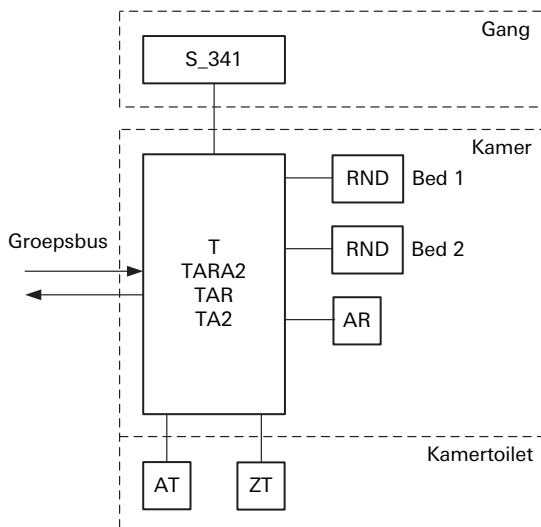 Gang
S_341
Kamer
RND Bed 1
Groepsbus
RND Bed 2
T
TARA2
TAR
TA2
AR
Kamertoilet
AT
ZT